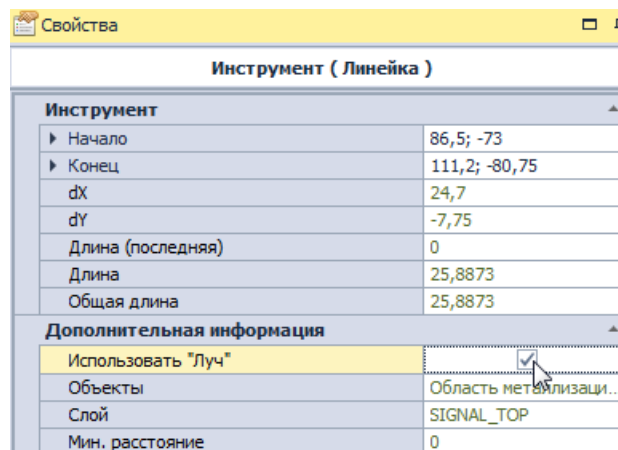 Свойства
Инструмент ( Линейка )
Инструмент
Начало 86,5; -73
Конец 111,2; -80,75
dX 24,7
dY -7,75
Длина (последняя) 0
Длина 25,8873
Общая длина 25,8873
Дополнительная информация
Использовать "Луч"
Объекты Область металлизаци...
Слой SIGNAL_TOP
Мин. расстояние 0